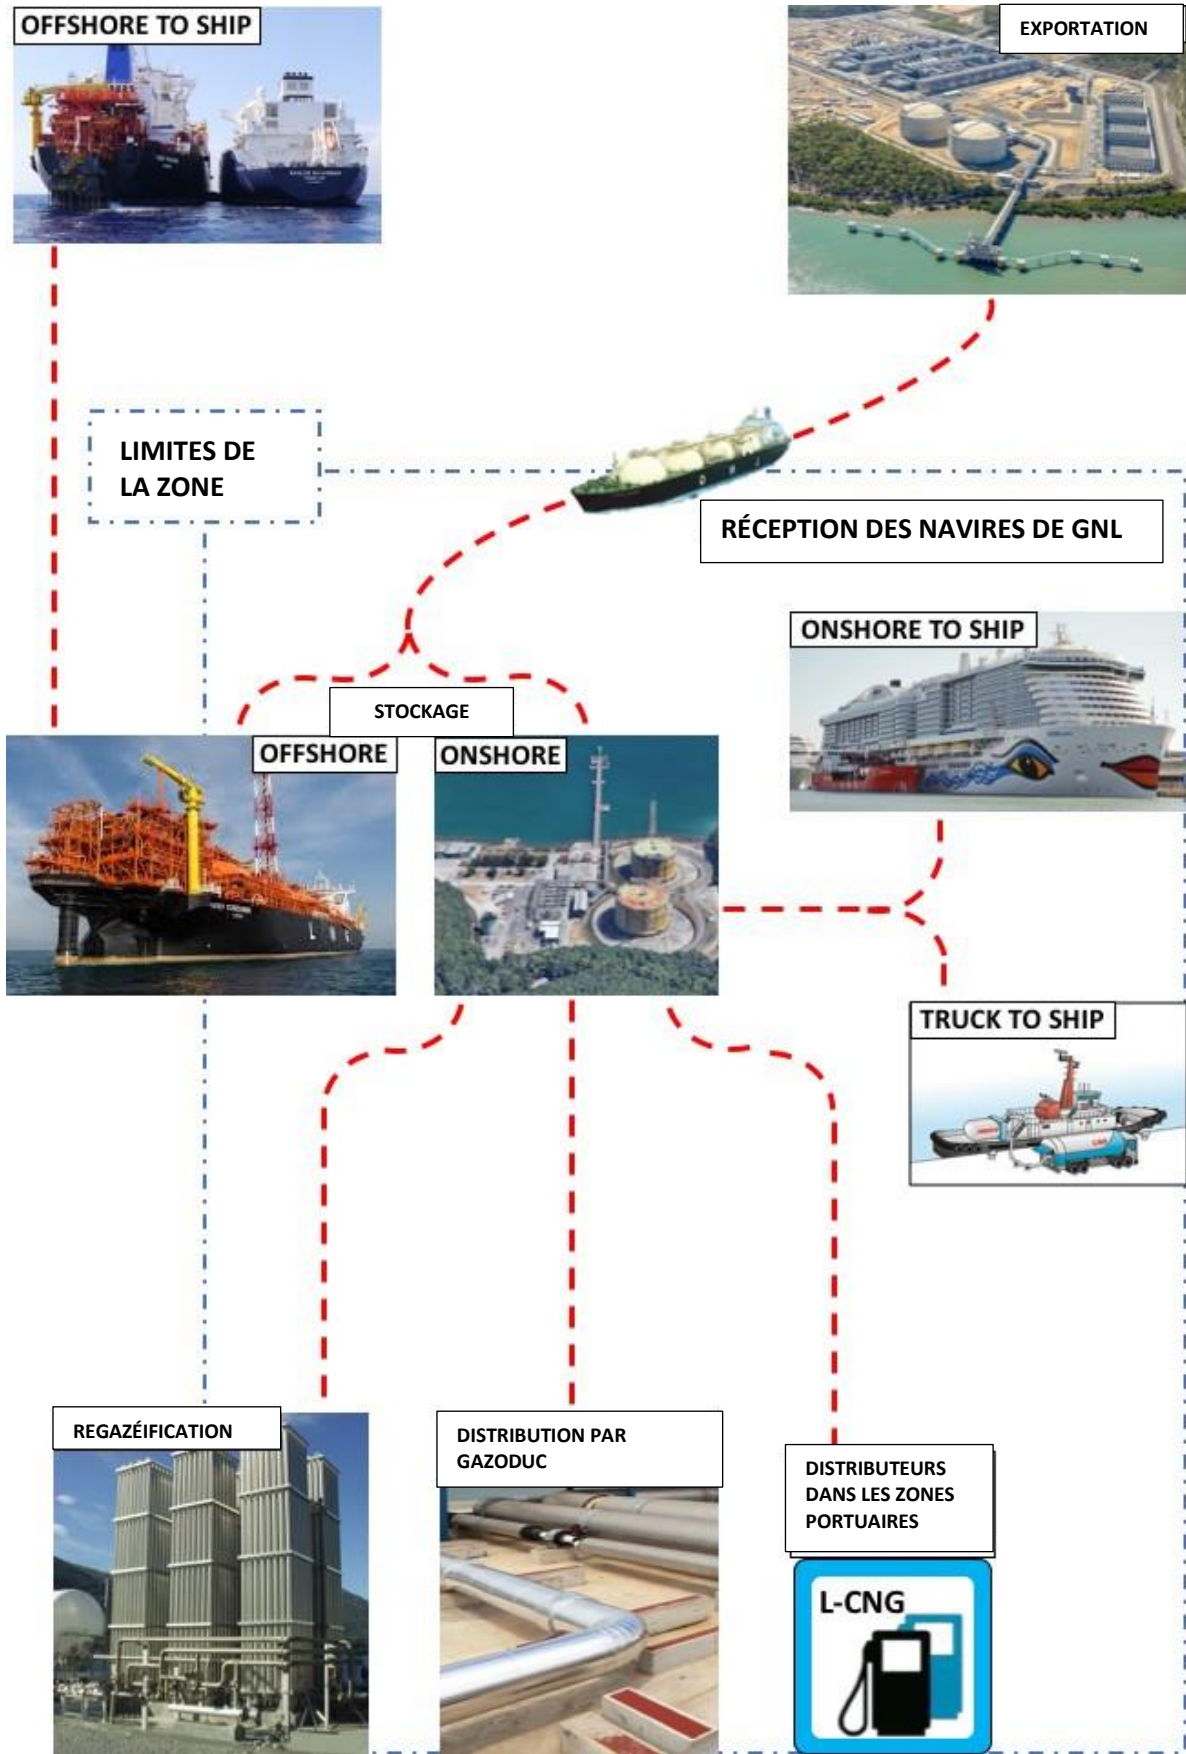 OFFSHORE TO SHIP
EXPORTATION
LIMITES DE
LA ZONE
RÉCEPTION DES NAVIRES DE GNL
ONSHORE TO SHIP
STOCKAGE
OFFSHORE
ONSHORE
L N G
TRUCK TO SHIP
REGAZÉIFICATION
DISTRIBUTION PAR
GAZODUC
DISTRIBUTEURS
DANS LES ZONES
PORTUAIRES
L-CNG